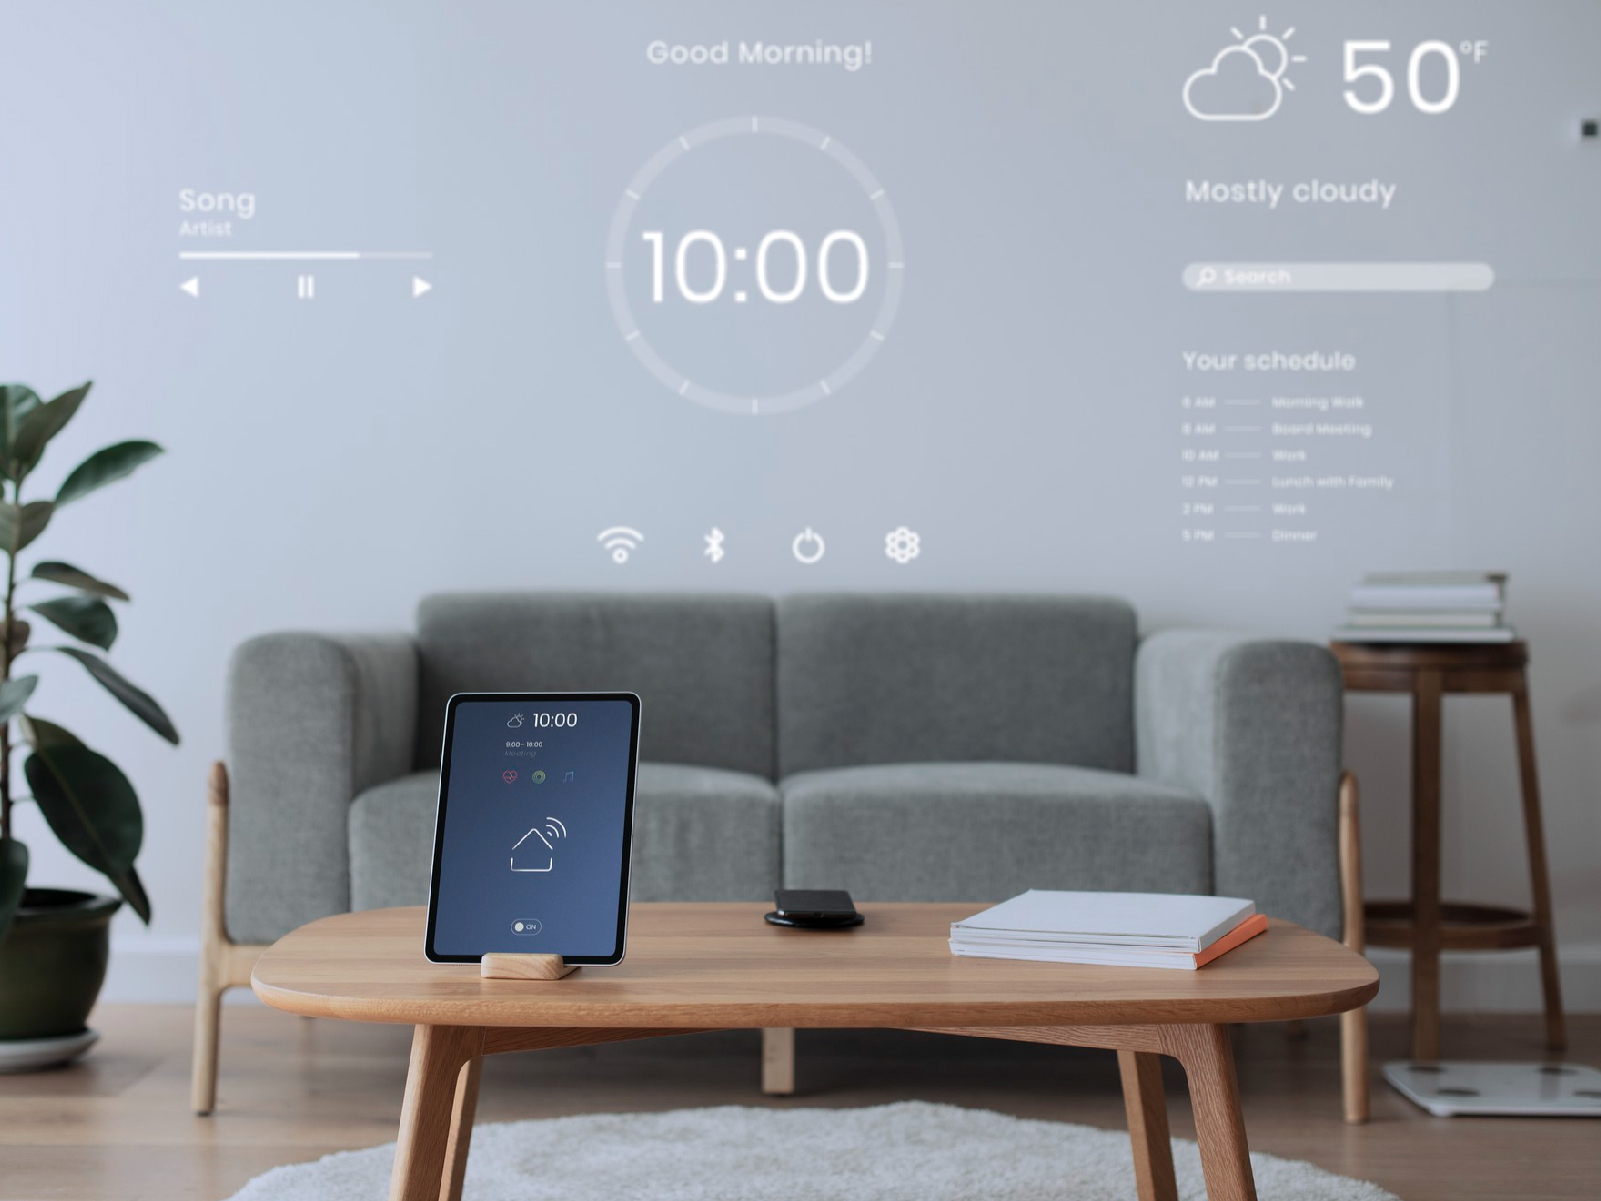 Good Morning!
50°F
Mostly cloudy
Song
Artist
10:00
Search
Your schedule
6 AM Morning Walk
8 AM Board Meeting
10 AM Work
12 PM Lunch with Family
2 PM Work
5 PM Dinner
10:00
9:00 - 10:00
Meeting
ON